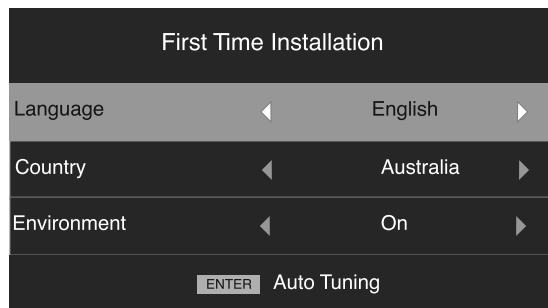 First Time Installation
Language English
Country Australia
Environment On
ENTER Auto Tuning